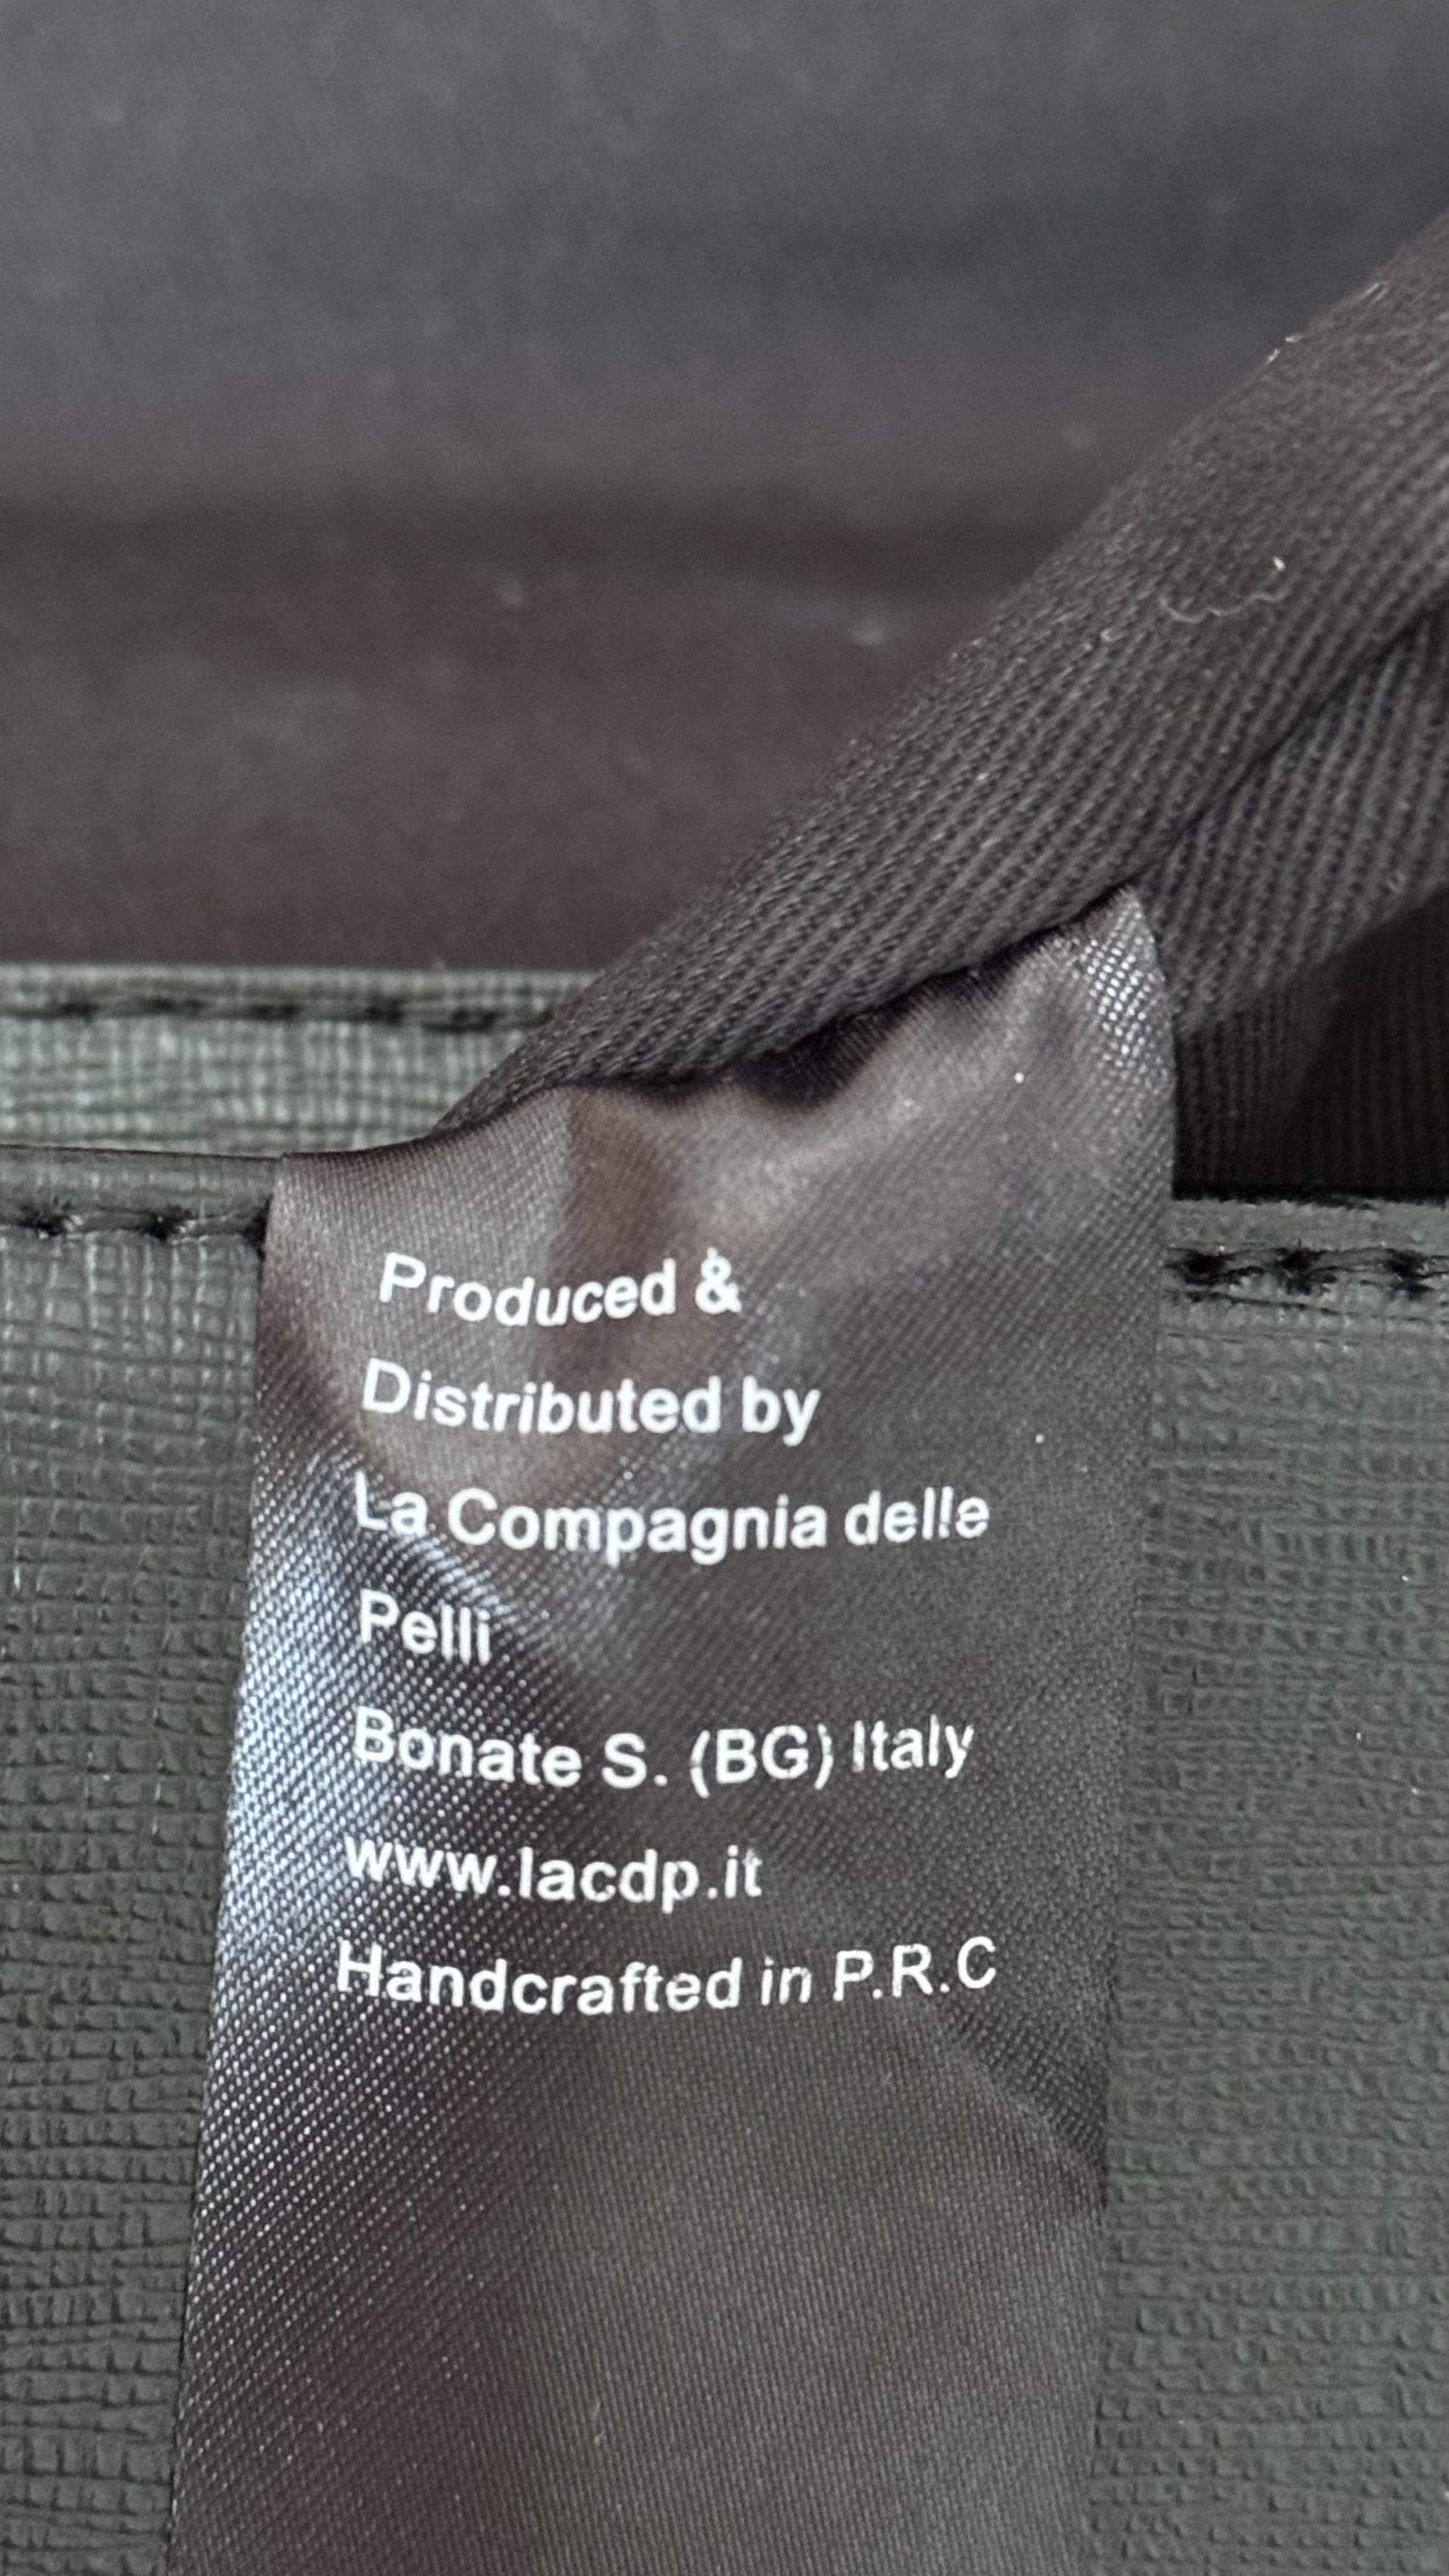 Produced &
Distributed by
La Compagnia delle
Pelli
Bonate S. (BG) Italy
www.lacdp.it
Handcrafted in P.R.C